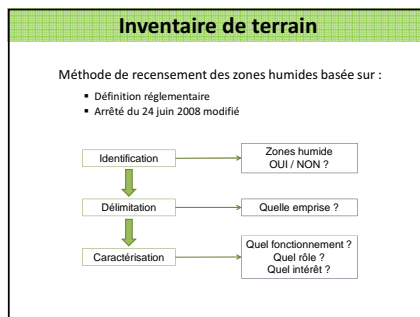 Inventaire de terrain
Méthode de recensement des zones humides basée sur :
▪ Définition réglementaire
▪ Arrêté du 24 juin 2008 modifié
Identification
Zones humide
OUI / NON ?
Délimitation
Quelle emprise ?
Caractérisation
Quel fonctionnement ?
Quel rôle ?
Quel intérêt ?